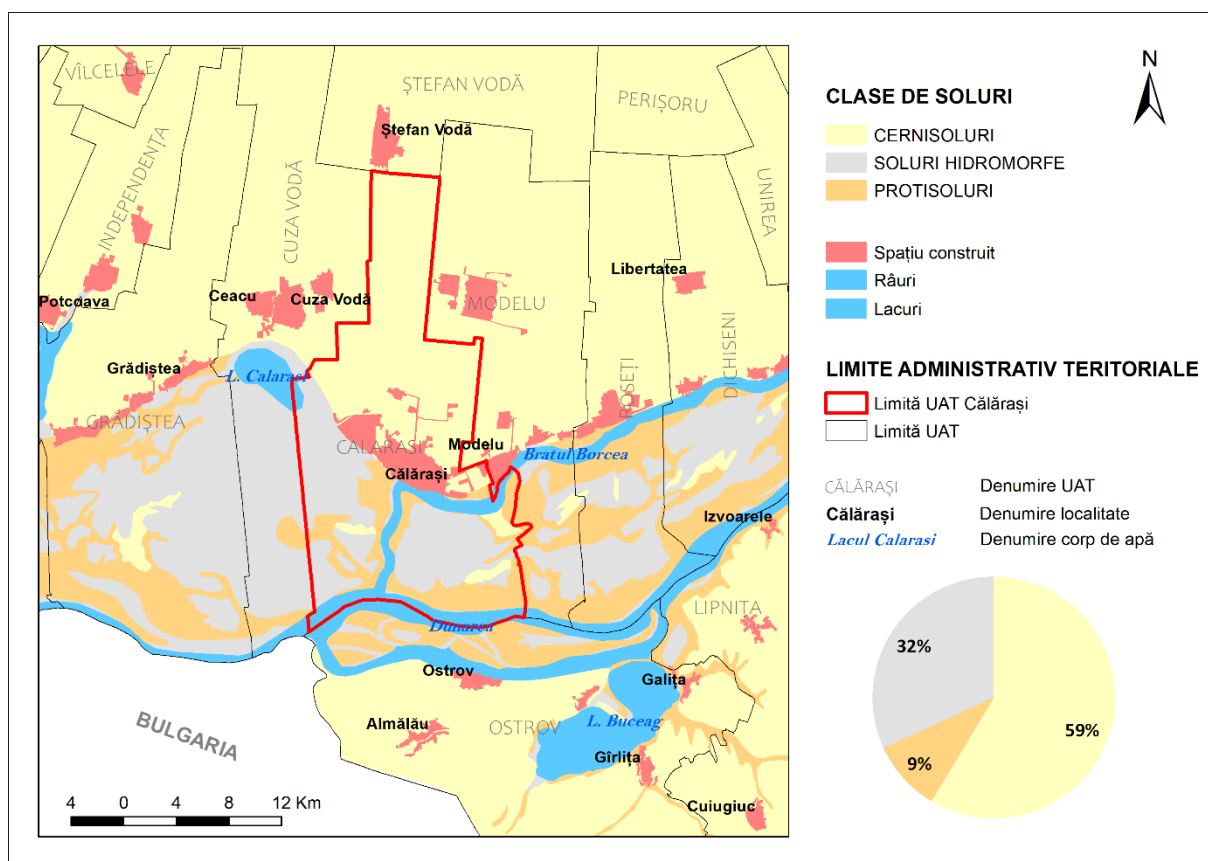 VÎLCELELE
ȘTEFAN VODĂ
PERIȘORU
Ștefan Vodă
INDEPENDENȚA
CUZA VODĂ
UNIREA
Libertatea
Potcoava
Ceacu
Cuza Vodă
MODELU
Grădiștea
L. Calarasi
DICHISENI
ROSEȚI
GRĂDIȘTEA
CALARASI
Modelu
Bratul Borcea
Călărași
Izvoarele
LIPNIȚA
Dunarea
Ostrov
Galița
BULGARIA
Almălău
OSTROV
L. Buceag
Gîrlița
Cuiugiuc
4 0 4 8 12 Km
N
CLASE DE SOLURI
CERNISOLURI
SOLURI HIDROMORFE
PROTISOLURI
Spațiu construit
Râuri
Lacuri
LIMITE ADMINISTRATIV TERITORIALE
Limită UAT Călărași
Limită UAT
CĂLĂRAȘI Denumire UAT
Călărași Denumire localitate
Lacul Calarasi Denumire corp de apă
32%
59%
9%